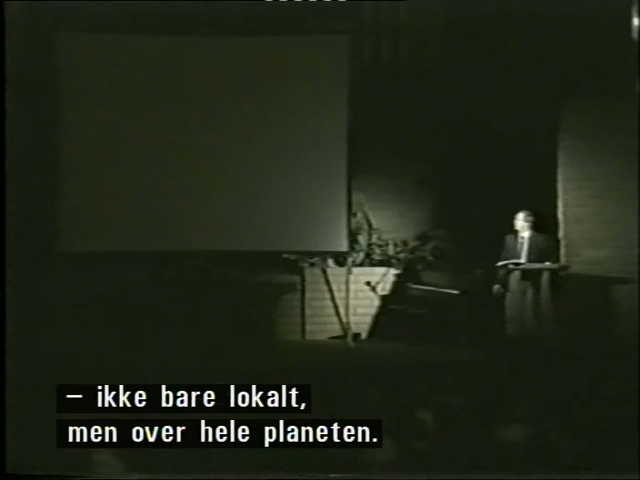 – ikke bare lokalt,
men over hele planeten.